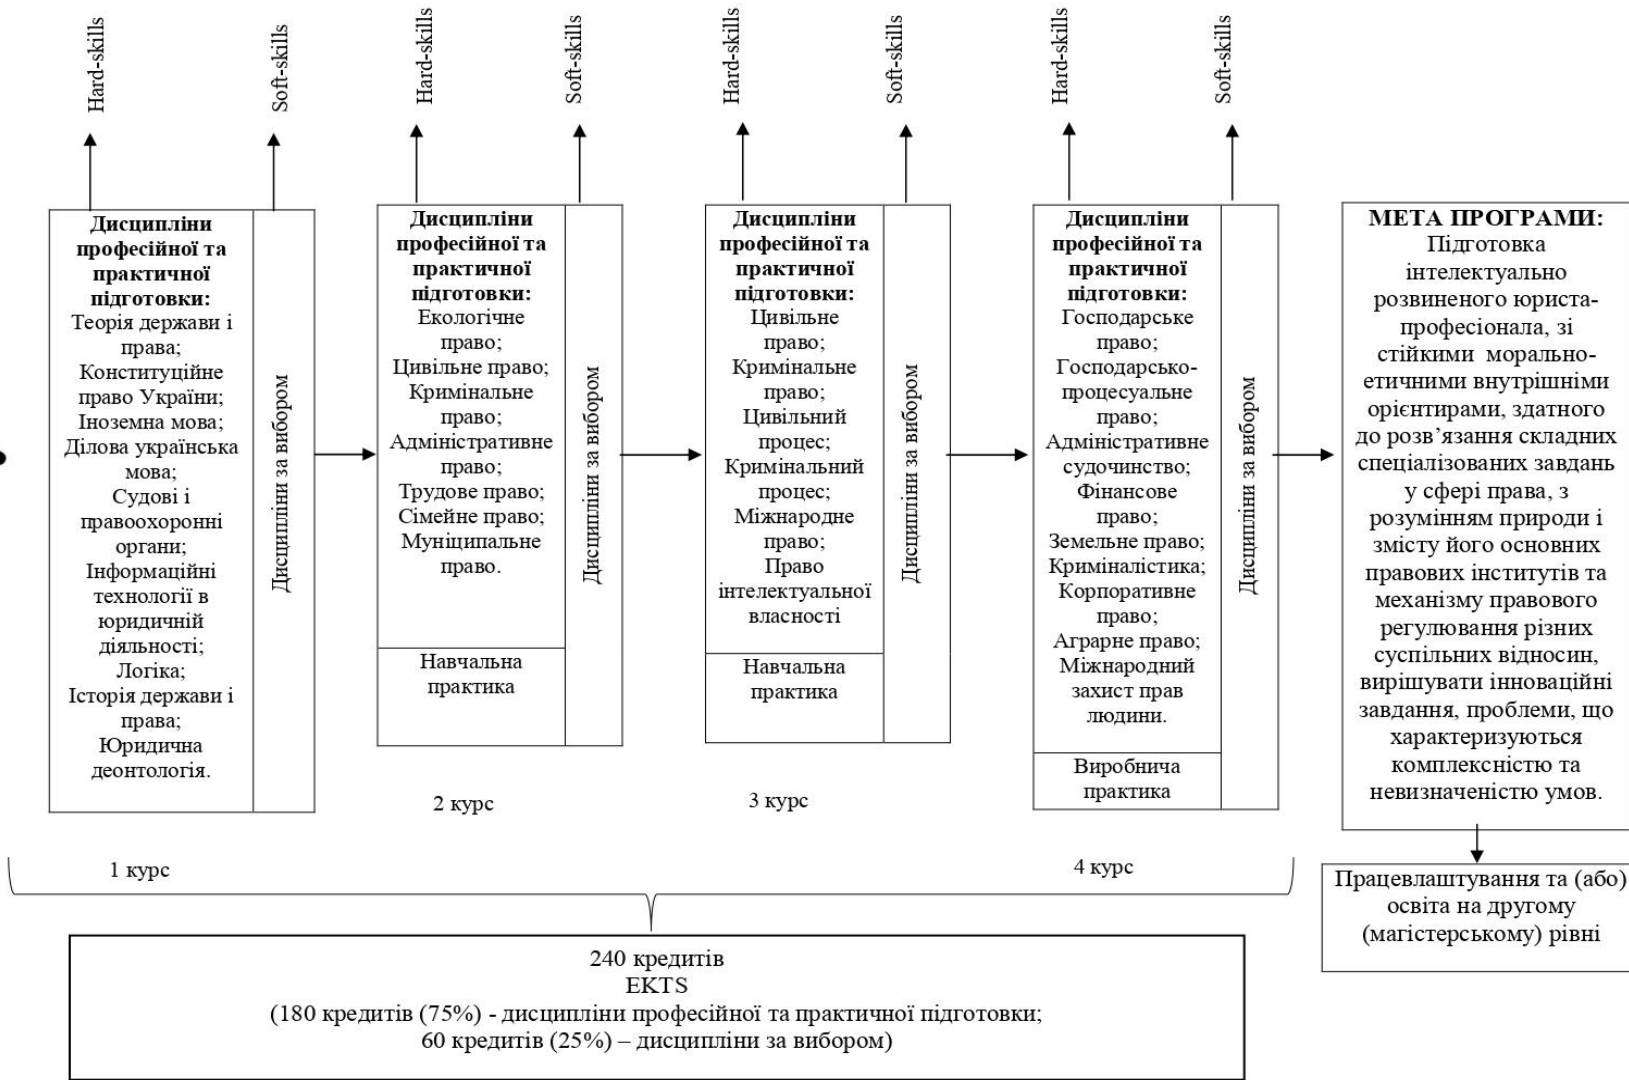 Hard-skills
Soft-skills
Hard-skills
Soft-skills
Hard-skills
Soft-skills
Hard-skills
Soft-skills
Дисципліни
професійної та
практичної
підготовки:
Теорія держави і
права;
Конституційне
право України;
Іноземна мова;
Ділова українська
мова;
Судові і
правоохоронні
органи;
Інформаційні
технології в
юридичній
діяльності;
Логіка;
Історія держави і
права;
Юридична
деонтологія.
Дисципліни за вибором
1 курс
Дисципліни
професійної та
практичної
підготовки:
Екологічне
право;
Цивільне право;
Кримінальне
право;
Адміністративне
право;
Трудове право;
Сімейне право;
Муніципальне
право.
Навчальна
практика
Дисципліни за вибором
2 курс
Дисципліни
професійної та
практичної
підготовки:
Цивільне
право;
Кримінальне
право;
Цивільний
процес;
Кримінальний
процес;
Міжнародне
право;
Право
інтелектуальної
власності
Навчальна
практика
Дисципліни за вибором
3 курс
Дисципліни
професійної та
практичної
підготовки:
Господарське
право;
Господарсько-
процесуальне
право;
Адміністративне
судочинство;
Фінансове
право;
Земельне право;
Криміналістика;
Корпоративне
право;
Аграрне право;
Міжнародний
захист прав
людини.
Виробнича
практика
Дисципліни за вибором
4 курс
МЕТА ПРОГРАМИ:
Підготовка
інтелектуально
розвиненого юриста-
професіонала, зі
стійкими морально-
етичними внутрішніми
орієнтирами, здатного
до розв’язання складних
спеціалізованих завдань
у сфері права, з
розумінням природи і
змісту його основних
правових інститутів та
механізму правового
регулювання різних
суспільних відносин,
вирішувати інноваційні
завдання, проблеми, що
характеризуються
комплексністю та
невизначеністю умов.
Працевлаштування та (або)
освіта на другому
(магістерському) рівні
240 кредитів
EKTS
(180 кредитів (75%) - дисципліни професійної та практичної підготовки;
60 кредитів (25%) – дисципліни за вибором)